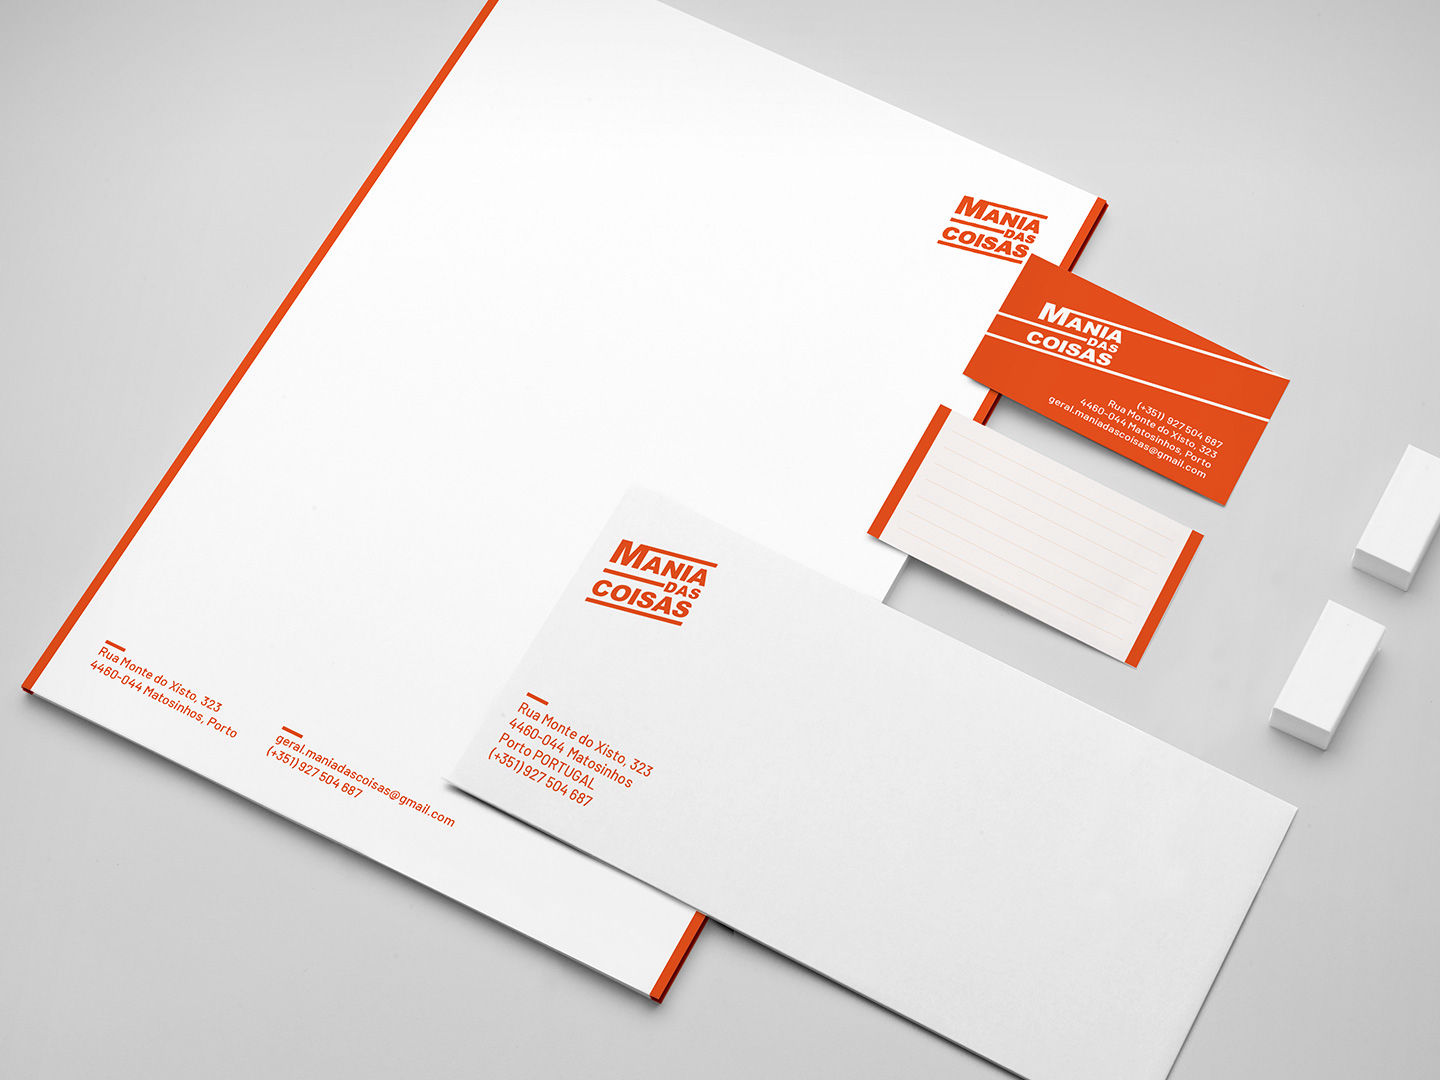 MANIA
DAS
COISAS
MANIA
DAS
COISAS
(+351) 927 504 687
Rua Monte do Xisto, 323
4460-044 Matosinhos, Porto
geral.maniadascoisas@gmail.com
MANIA
DAS
COISAS
Rua Monte do Xisto, 323
4460-044 Matosinhos
Porto PORTUGAL
(+351)927 504 687
Rua Monte do Xisto, 323
4460-044 Matosinhos, Porto
geral.maniadascoisas@gmail.com
(+351)927 504 687